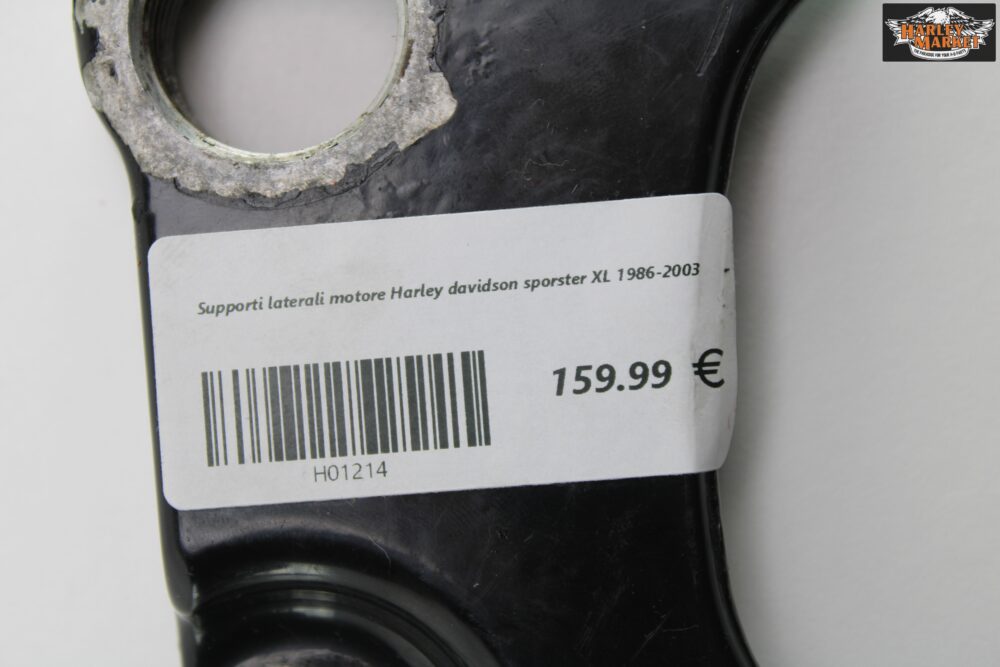 HARLEY
MARKET
Supporti laterali motore Harley davidson sporster XL 1986-2003
159.99 €
H01214